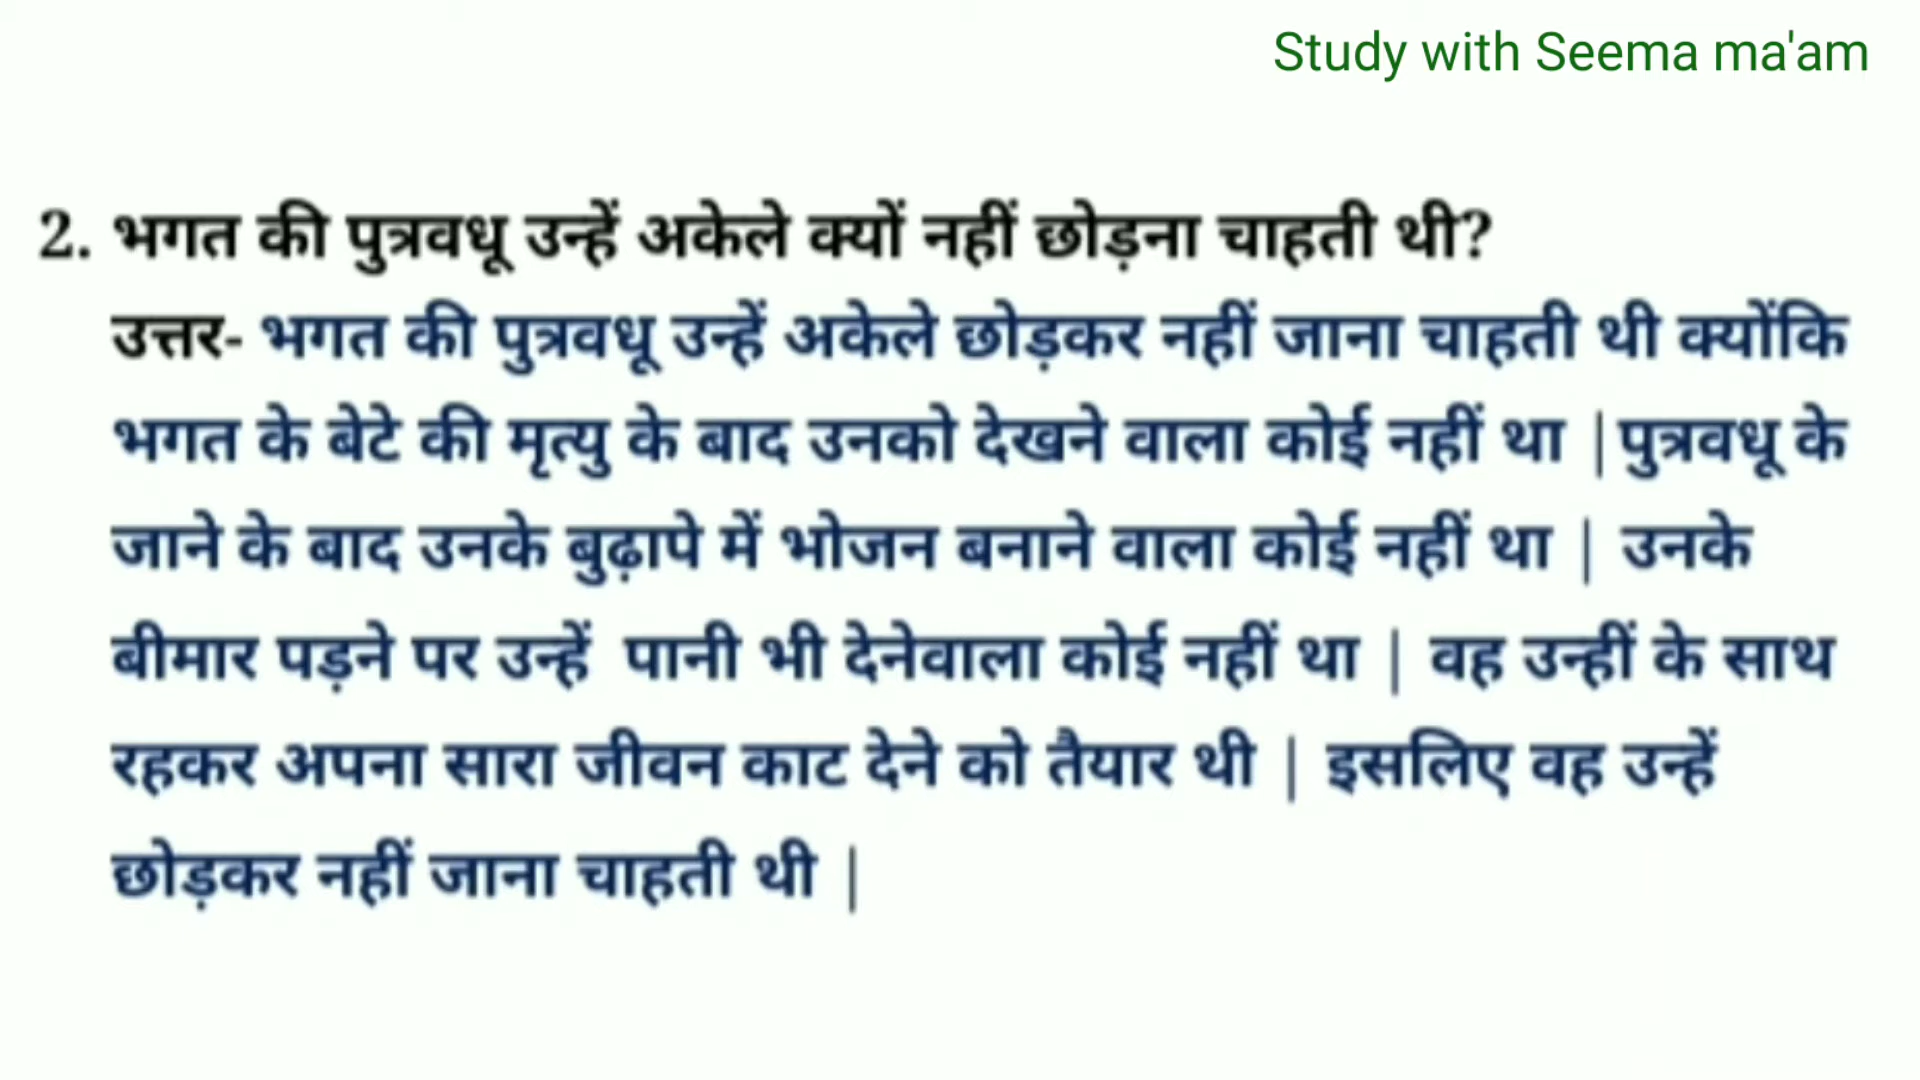 Study with Seema ma'am
2. भगत की पुत्रवधू उन्हें अकेले क्यों नहीं छोड़ना चाहती थी?
उत्तर- भगत की पुत्रवधू उन्हें अकेले छोड़कर नहीं जाना चाहती थी क्योंकि
भगत के बेटे की मृत्यु के बाद उनको देखने वाला कोई नहीं था |पुत्रवधू के
जाने के बाद उनके बुढ़ापे में भोजन बनाने वाला कोई नहीं था | उनके
बीमार पड़ने पर उन्हें पानी भी देनेवाला कोई नहीं था | वह उन्हीं के साथ
रहकर अपना सारा जीवन काट देने को तैयार थी | इसलिए वह उन्हें
छोड़कर नहीं जाना चाहती थी |